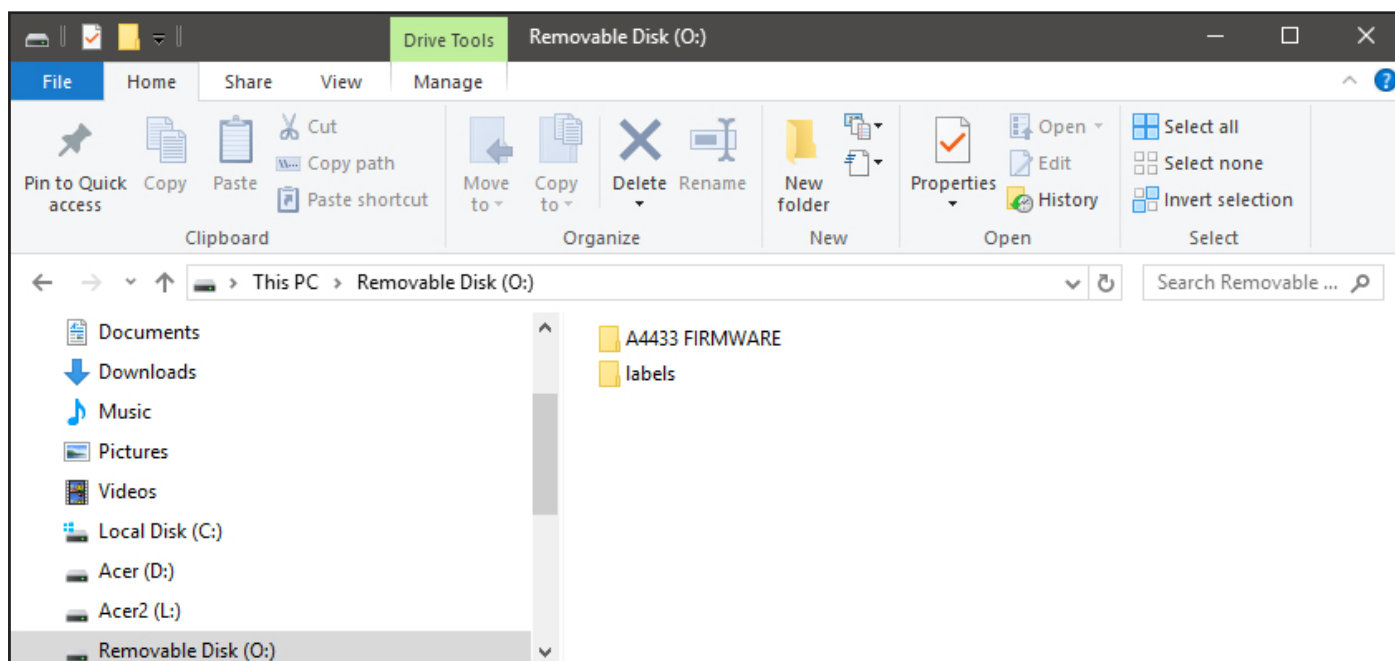 Drive Tools
Removable Disk (O:)
File
Home
Share
View
Manage
Pin to Quick access
Copy
Paste
Cut
Copy path
Paste shortcut
Clipboard
Move to
Copy to
Delete
Rename
Organize
New folder
New
Properties
Open
Edit
History
Open
Select all
Select none
Invert selection
Select
This PC > Removable Disk (O:)
Search Removable ...
Documents
Downloads
Music
Pictures
Videos
Local Disk (C:)
Acer (D:)
Acer2 (L:)
Removable Disk (O:)
A4433 FIRMWARE
labels